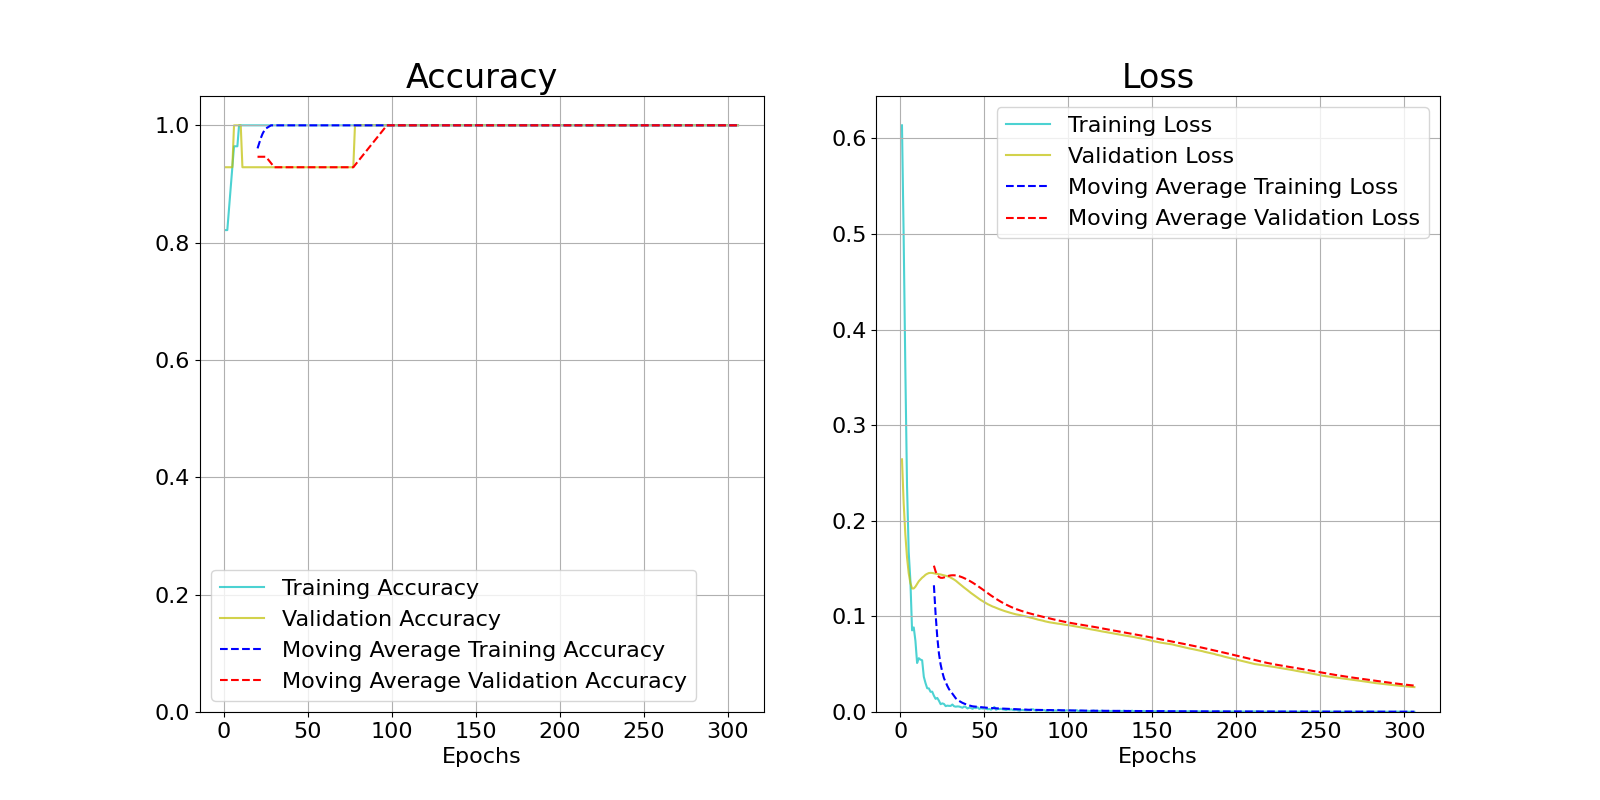 Accuracy
1.0
0.8
0.6
0.4
0.2
0.0
Training Accuracy
Validation Accuracy
Moving Average Training Accuracy
Moving Average Validation Accuracy
0 50 100 150 200 250 300
Epochs
Loss
0.6
0.5
0.4
0.3
0.2
0.1
0.0
Training Loss
Validation Loss
Moving Average Training Loss
Moving Average Validation Loss
0 50 100 150 200 250 300
Epochs